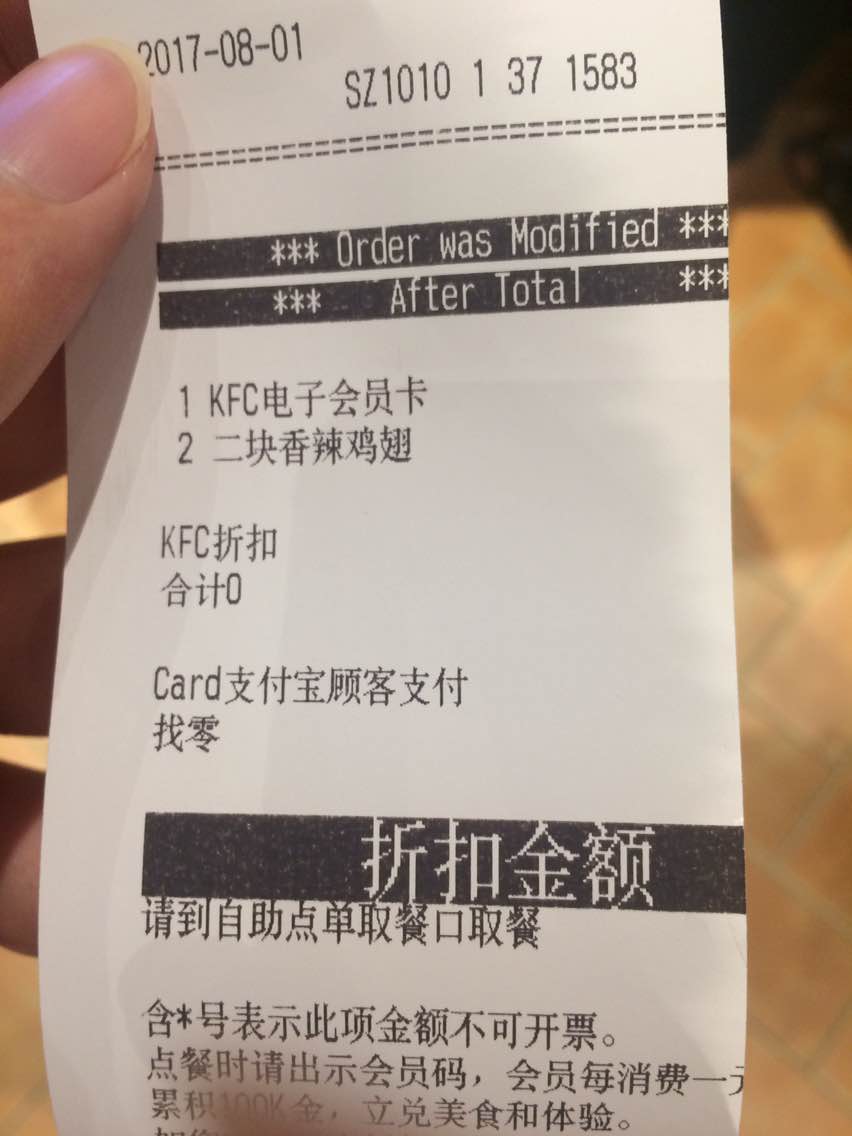 2017-08-01
SZ1010 1 37 1583
*** Order was Modified ***
*** After Total ***
1 KFC电子会员卡
2 二块香辣鸡翅
KFC折扣
合计0
Card支付宝顾客支付
找零
折扣金额
请到自助点单取餐口取餐
含*号表示此项金额不可开票。
点餐时请出示会员码，会员每消费一元
累积100K金，立兑美食和体验。